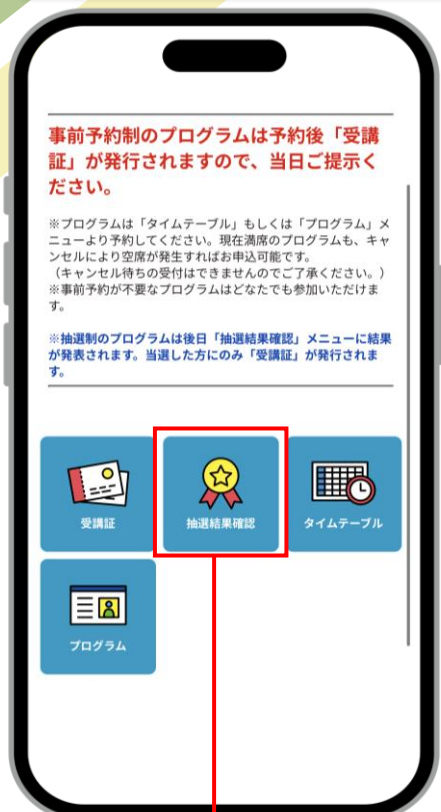 事前予約制のプログラムは予約後「受講
証」が発行されますので、当日ご提示く
ださい。
※プログラムは「タイムテーブル」もしくは「プログラム」メ
ニューより予約してください。現在満席のプログラムも、キャ
ンセルにより空席が発生すればお申込可能です。
（キャンセル待ちの受付はできませんのでご了承ください。）
※事前予約が不要なプログラムはどなたでも参加いただけま
す。
※抽選制のプログラムは後日「抽選結果確認」メニューに結果
が発表されます。当選した方にのみ「受講証」が発行されま
す。
受講証
抽選結果確認
タイムテーブル
プログラム